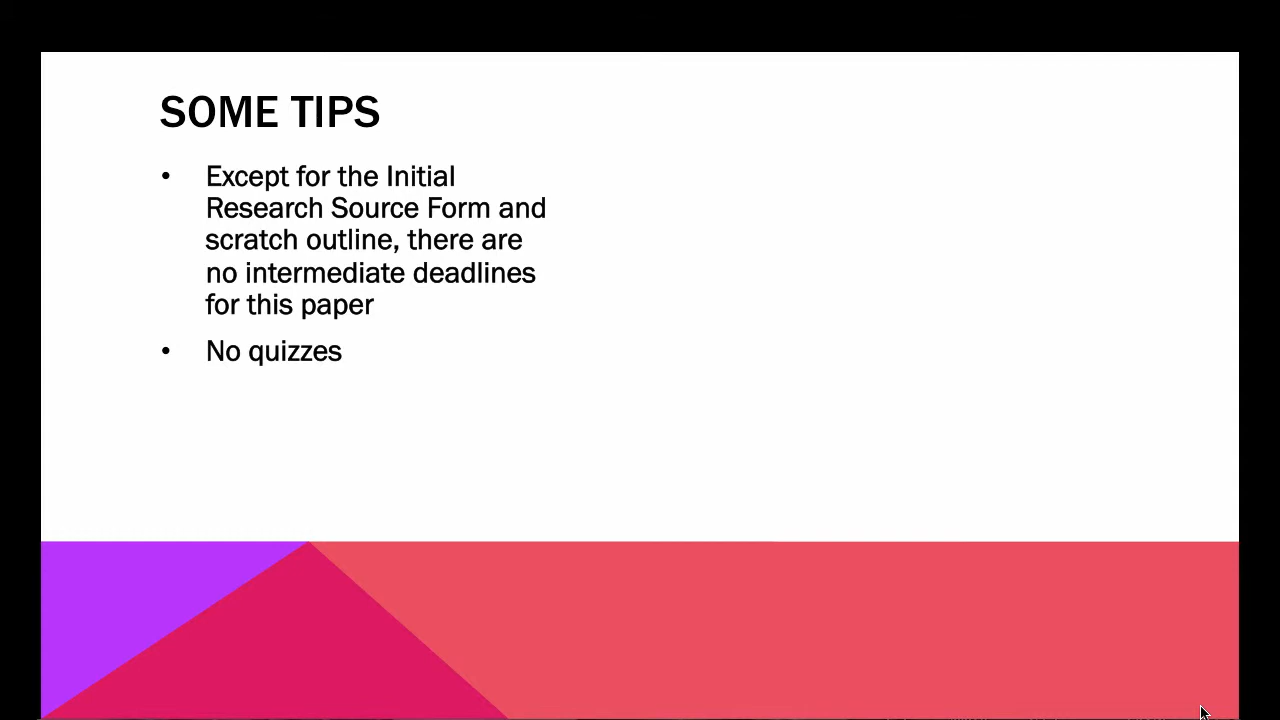 SOME TIPS
• Except for the Initial
Research Source Form and
scratch outline, there are
no intermediate deadlines
for this paper
• No quizzes